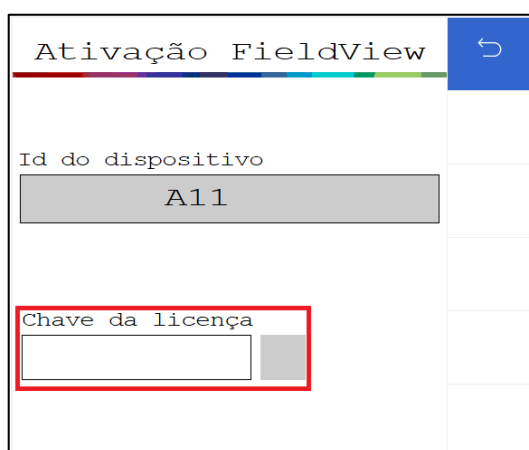 Ativação FieldView
Id do dispositivo
A11
Chave da licença